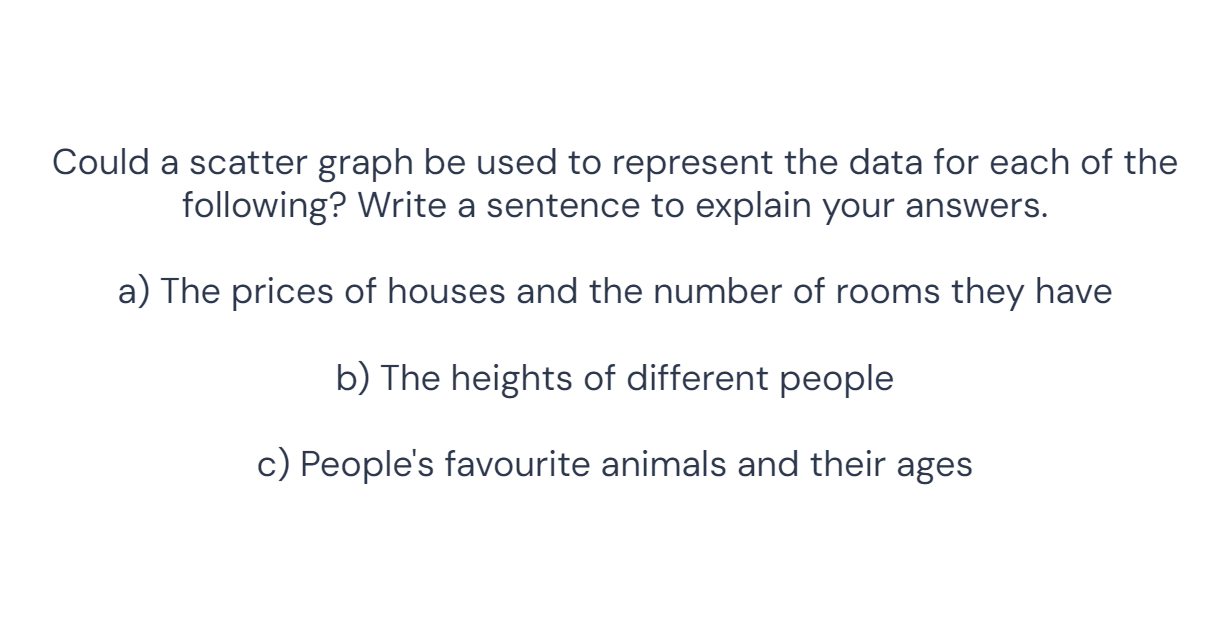 Could a scatter graph be used to represent the data for each of the
following? Write a sentence to explain your answers.
a) The prices of houses and the number of rooms they have
b) The heights of different people
c) People's favourite animals and their ages